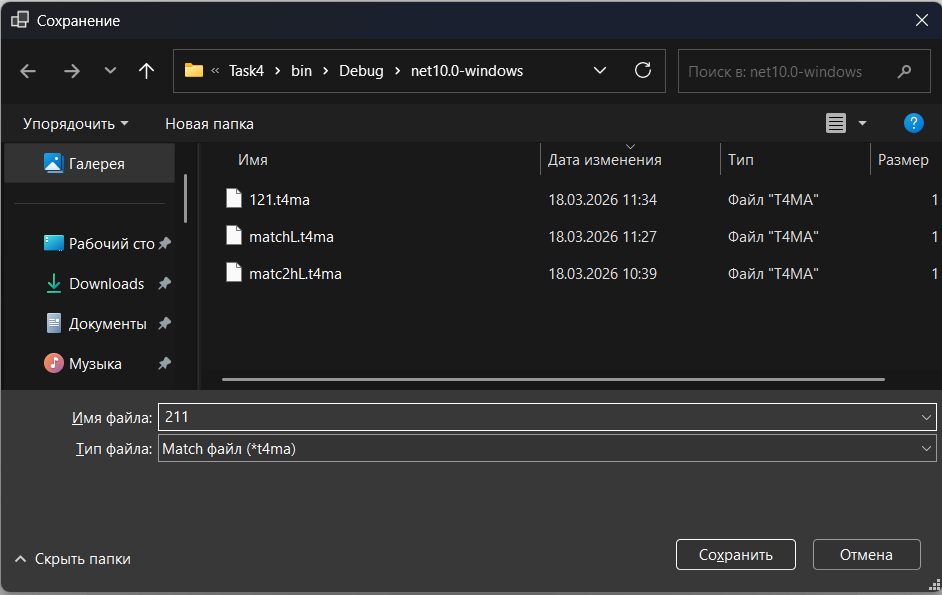 Сохранение
« Task4 › bin › Debug › net10.0-windows
Поиск в: net10.0-windows
Упорядочить
Новая папка
?
Галерея
Рабочий сто
Downloads
Документы
Музыка
Имя Дата изменения Тип Размер
121.t4ma 18.03.2026 11:34 Файл "T4MA" 1
matchL.t4ma 18.03.2026 11:27 Файл "T4MA" 1
matc2hL.t4ma 18.03.2026 10:39 Файл "T4MA" 1
Имя файла: 211
Тип файла: Match файл (*t4ma)
Скрыть папки
Сохранить
Отмена